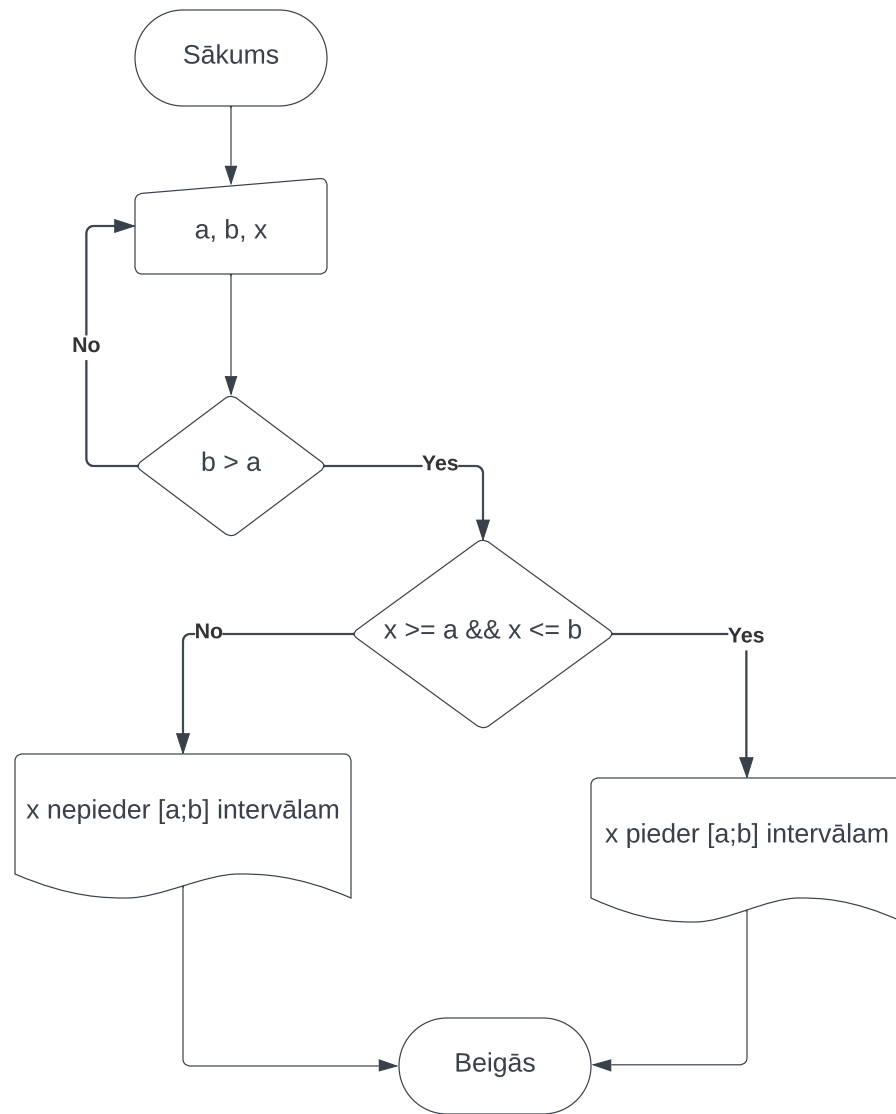 Sākums
a, b, x
No
b > a
Yes
x >= a && x <= b
No
Yes
x nepieder [a;b] intervālam
x pieder [a;b] intervālam
Beigās